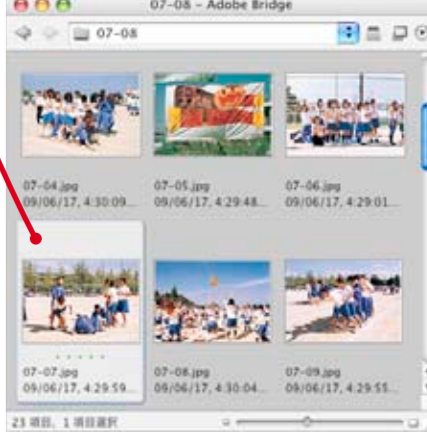 07-08 – Adobe Bridge
07-08
07-04.jpg
09/06/17, 4:30:09...
07-05.jpg
09/06/17, 4:29:48...
07-06.jpg
09/06/17, 4:29:01...
07-07.jpg
09/06/17, 4:29:59...
07-08.jpg
09/06/17, 4:30:04...
07-09.jpg
09/06/17, 4:29:55...
23 項目、1 項目選択